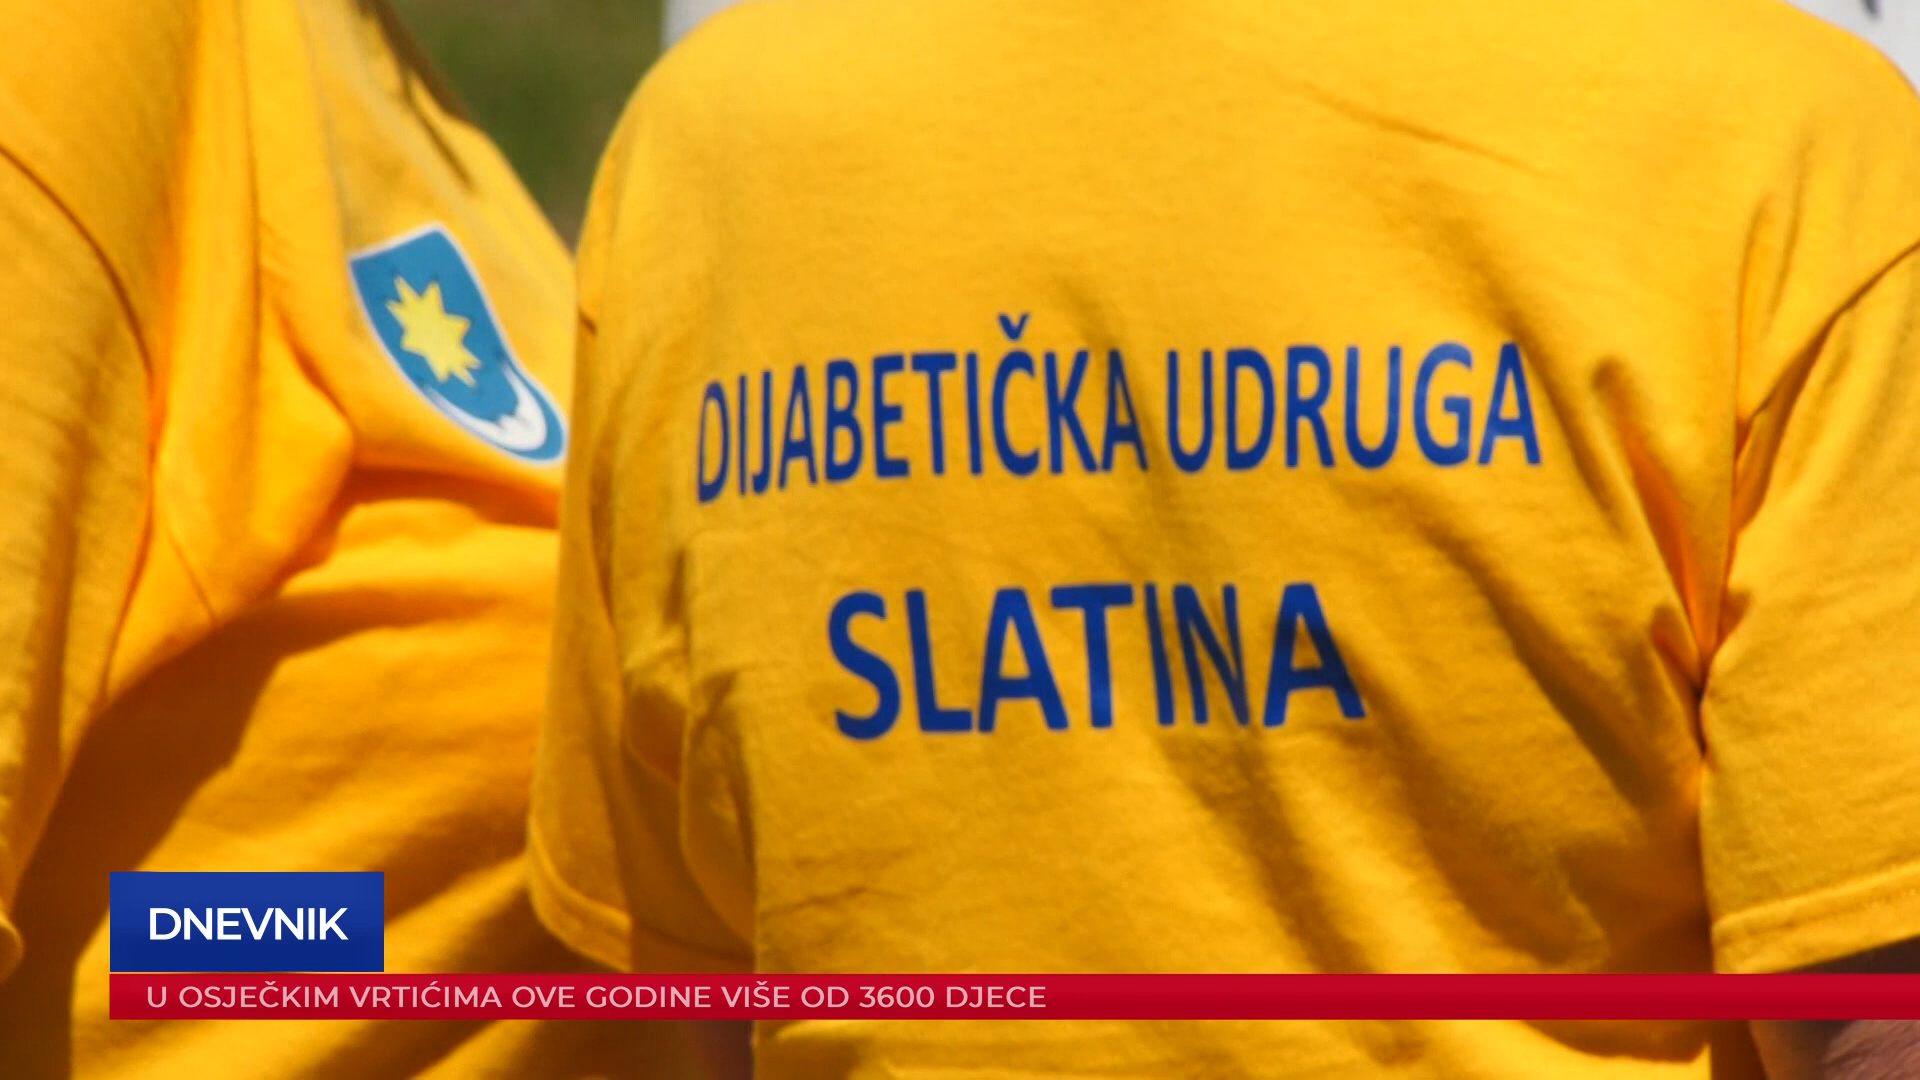 DIJABETIČKA UDRUGA
SLATINA
DNEVNIK
U OSJEČKIM VRTIĆIMA OVE GODINE VIŠE OD 3600 DJECE